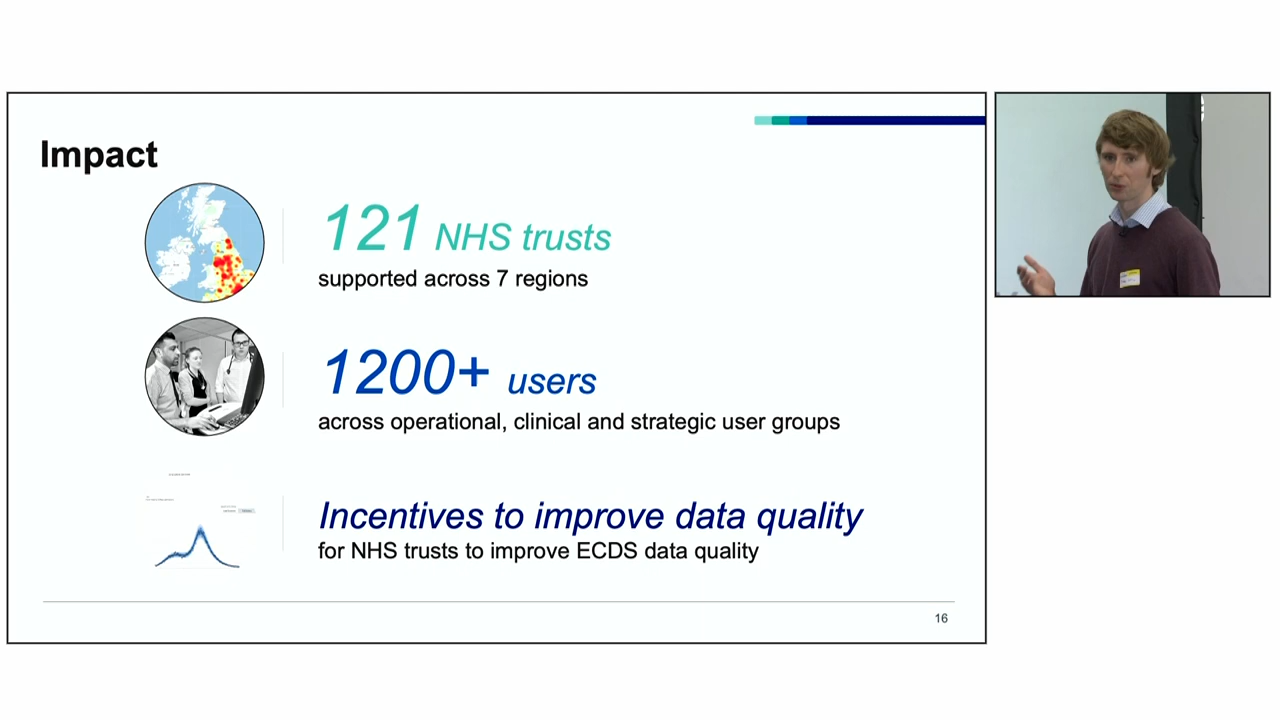 Impact
121 NHS trusts
supported across 7 regions
1200+ users
across operational, clinical and strategic user groups
Incentives to improve data quality
for NHS trusts to improve ECDS data quality
16